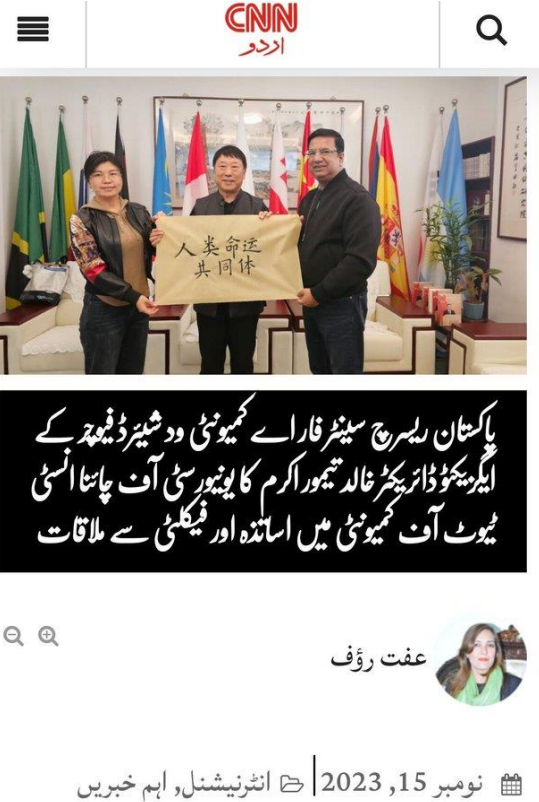 CNN
اردو
人类命运
共同体
پاکستان ریسرچ سینٹر فار اے کمیونٹی ود شیئرڈ فیوچر کے
ایگزیکٹو ڈائریکٹر خالد تیمور اکرم کا یونیورسٹی آف چائنا انسٹی
ٹیوٹ آف کمیونٹی میں اساتذہ اور فیکلٹی سے ملاقات
عفت رؤف
نومبر 15, 2023 | انٹرنیشنل, اہم خبریں